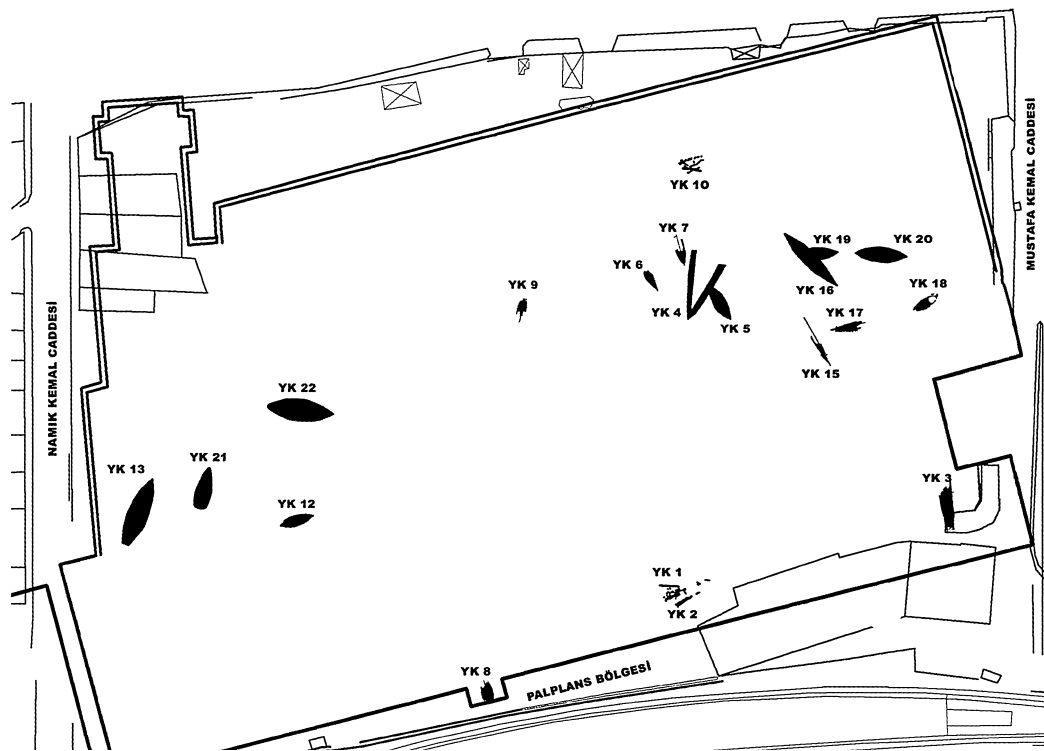 YK 10
YK 7
YK 19
YK 20
YK 6
YK 9
YK 16
YK 18
YK 4
YK 5
YK 17
YK 15
YK 22
YK 21
YK 13
YK 12
YK 3
YK 1
YK 2
YK 8
PALPLANS BÖLGESİ
NAMIK KEMAL CADDESİ
MUSTAFA KEMAL CADDESİ